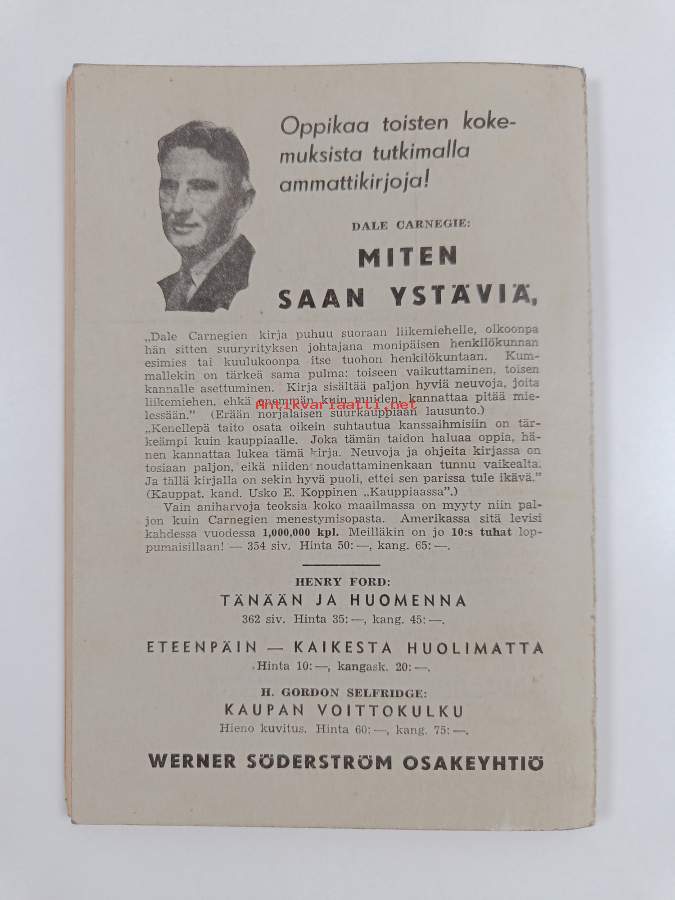 Oppikaa toisten koke-
muksista tutkimalla
ammattikirjoja!
DALE CARNEGIE:
MITEN
SAAN YSTÄVIÄ,
„Dale Carnegien kirja puhuu suoraan liikemiehelle, olkoonpa
hän sitten suuryrityksen johtajana monipäisen henkilökunnan
esimies tai kuulukoonpa itse tuohon henkilökuntaan. Kum-
mallekin on tärkeä sama pulma: toiseen vaikuttaminen, toisen
kannalle asettuminen. Kirja sisältää paljon hyviä neuvoja, joita
liikemiehen, ehkä enemmän kuin muiden, kannattaa pitää mie-
Antikvariaatti.net
lessään.” (Erään norjalaisen suurkauppiaan lausunto.)
„Kenellepä taito osata oikein suhtautua kanssaihmisiin on tär-
keämpi kuin kauppiaalle. Joka tämän taidon haluaa oppia, hä-
nen kannattaa lukea tämä kirja. Neuvoja ja ohjeita kirjassa on
tosiaan paljon, eikä niiden noudattaminenkaan tunnu vaikealta.
Ja tällä kirjalla on sekin hyvä puoli, ettei sen parissa tule ikävä.”
(Kauppat. kand. Usko E. Koppinen „Kauppiaassa”.)
Vain aniharvoja teoksia koko maailmassa on myyty niin pal-
jon kuin Carnegien menestymisopasta. Amerikassa sitä levisi
kahdessa vuodessa 1,000,000 kpl. Meilläkin on jo 10:s tuhat lop-
pumaisillaan! — 354 siv. Hinta 50: —, kang. 65: —.
HENRY FORD:
TÄNÄÄN JA HUOMENNA
362 siv. Hinta 35: —, kang. 45: —.
ETEENPÄIN — KAIKESTA HUOLIMATTA
Hinta 10: —, kangask. 20: —.
H. GORDON SELFRIDGE:
KAUPAN VOITTOKULKU
Hieno kuvitus. Hinta 60: —, kang. 75: —.
WERNER SÖDERSTRÖM OSAKEYHTIÖ